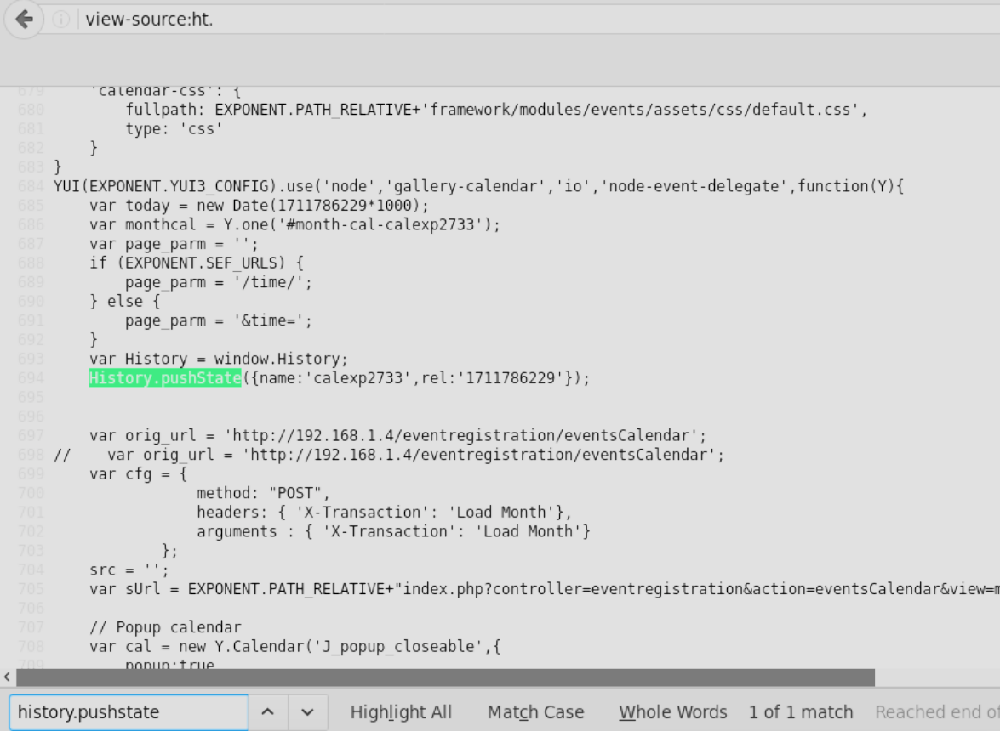 view-source:ht.
679 'calendar-css': {
680 fullpath: EXPONENT.PATH_RELATIVE+'framework/modules/events/assets/css/default.css',
681 type: 'css'
682 }
683 }
684 YUI(EXPONENT.YUI3_CONFIG).use('node','gallery-calendar','io','node-event-delegate',function(Y){
685 var today = new Date(1711786229*1000);
686 var monthcal = Y.one('#month-cal-calexp2733');
687 var page_parm = '';
688 if (EXPONENT.SEF_URLS) {
689 page_parm = '/time/';
690 } else {
691 page_parm = '&time=';
692 }
693 var History = window.History;
694 History.pushState({name:'calexp2733',rel:'1711786229'});
695
696
697 var orig_url = 'http://192.168.1.4/eventregistration/eventsCalendar';
698 // var orig_url = 'http://192.168.1.4/eventregistration/eventsCalendar';
699 var cfg = {
700 method: "POST",
701 headers: { 'X-Transaction': 'Load Month'},
702 arguments : { 'X-Transaction': 'Load Month'}
703 };
704 src = '';
705 var sUrl = EXPONENT.PATH_RELATIVE+"index.php?controller=eventregistration&action=eventsCalendar&view=m
706
707 // Popup calendar
708 var cal = new Y.Calendar('J_popup_closeable',{
709 popup:true
history.pushstate Highlight All Match Case Whole Words 1 of 1 match Reached end of